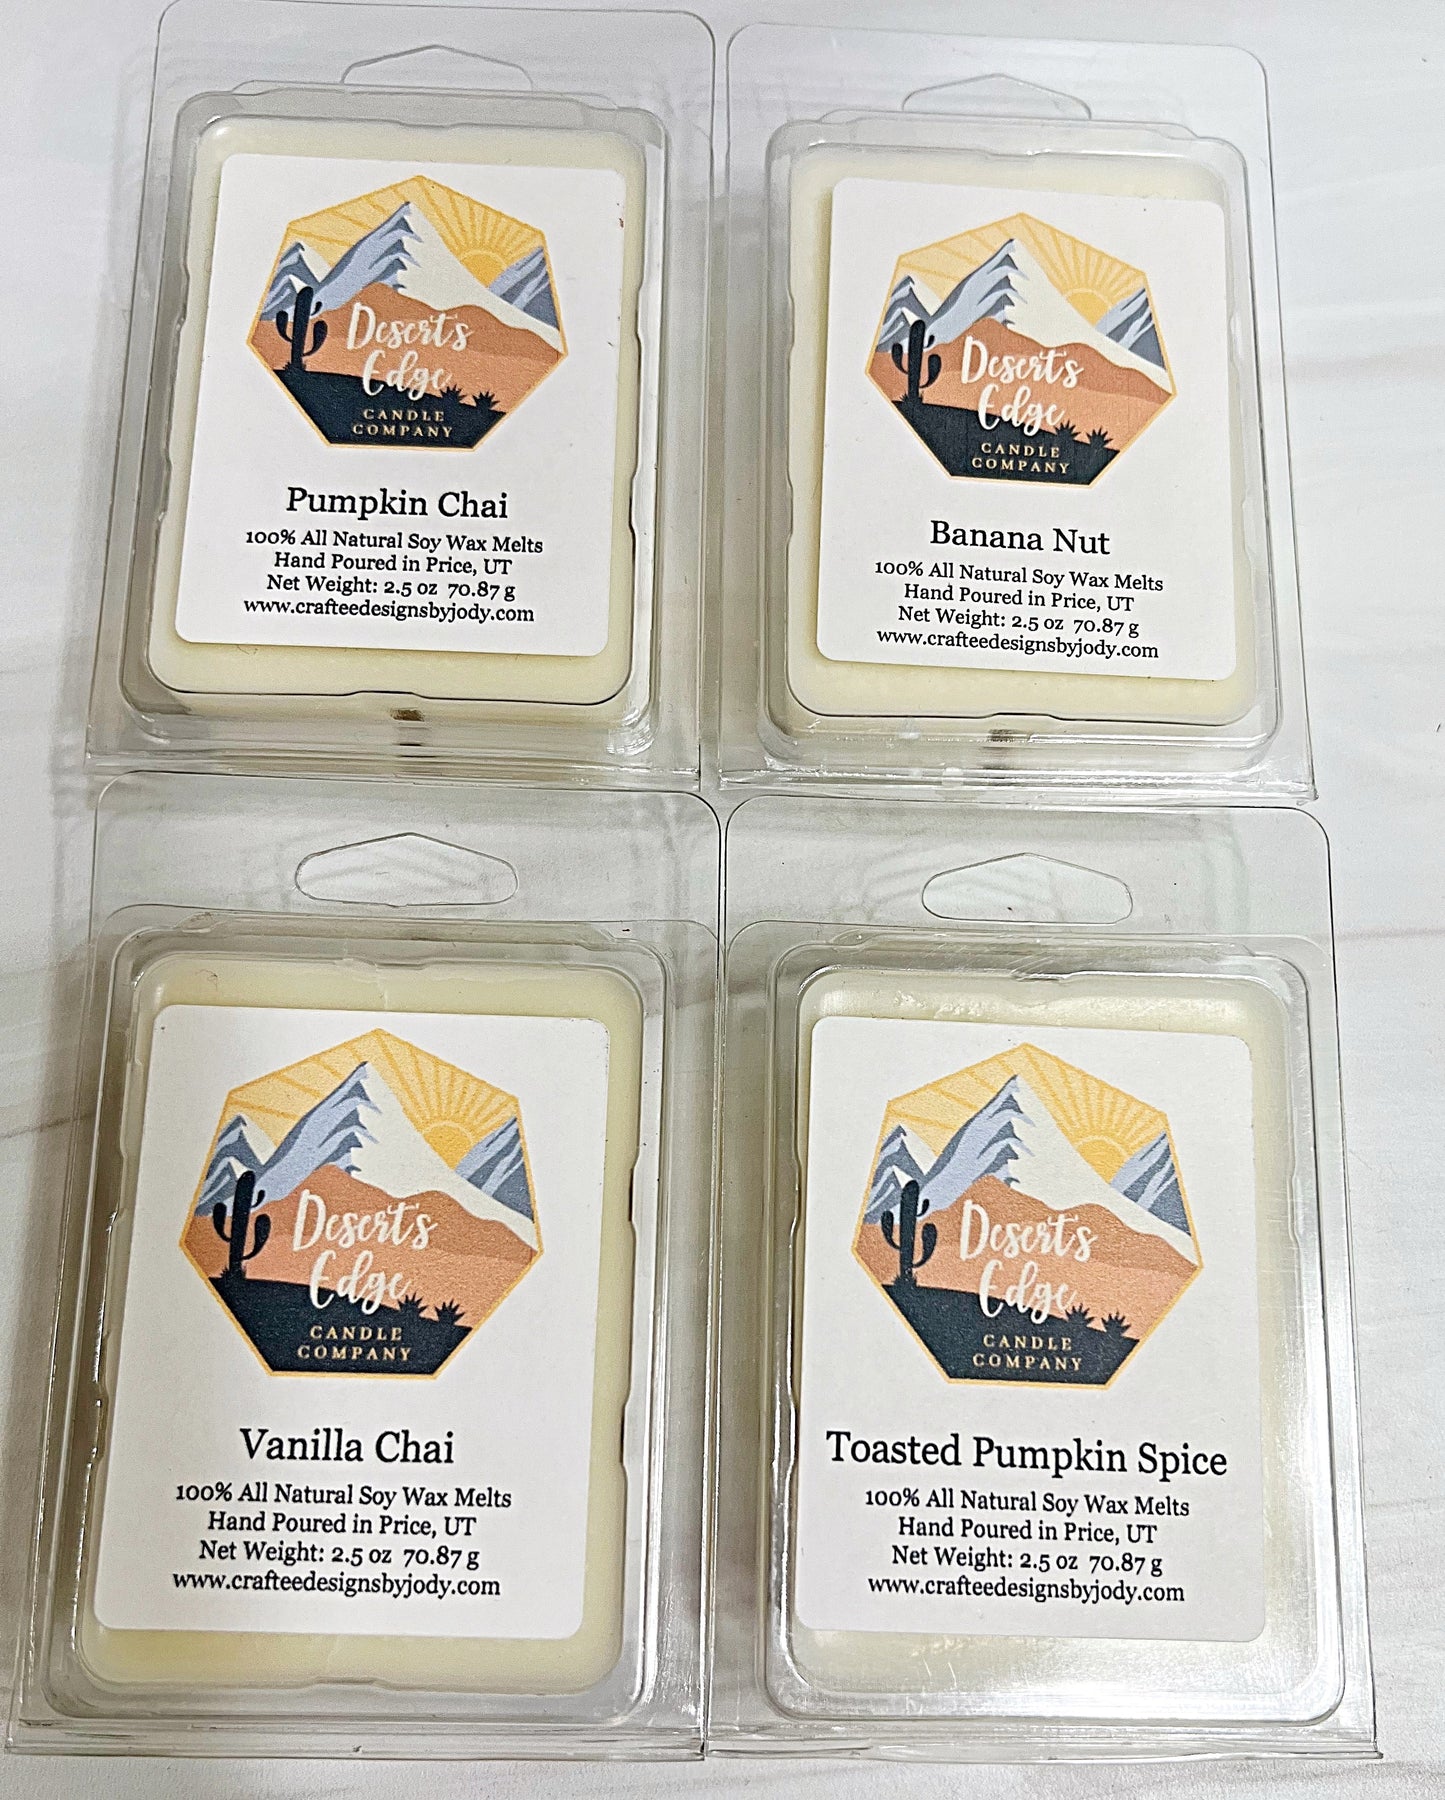 Desert's
Edge
CANDLE
COMPANY
Pumpkin Chai
100% All Natural Soy Wax Melts
Hand Poured in Price, UT
Net Weight: 2.5 oz 70.87 g
www.crafteedesignsbyjody.com
Desert's
Edge
CANDLE
COMPANY
Banana Nut
100% All Natural Soy Wax Melts
Hand Poured in Price, UT
Net Weight: 2.5 oz 70.87 g
www.crafteedesignsbyjody.com
Desert's
Edge
CANDLE
COMPANY
Vanilla Chai
100% All Natural Soy Wax Melts
Hand Poured in Price, UT
Net Weight: 2.5 oz 70.87 g
www.crafteedesignsbyjody.com
Desert's
Edge
CANDLE
COMPANY
Toasted Pumpkin Spice
100% All Natural Soy Wax Melts
Hand Poured in Price, UT
Net Weight: 2.5 oz 70.87 g
www.crafteedesignsbyjody.com